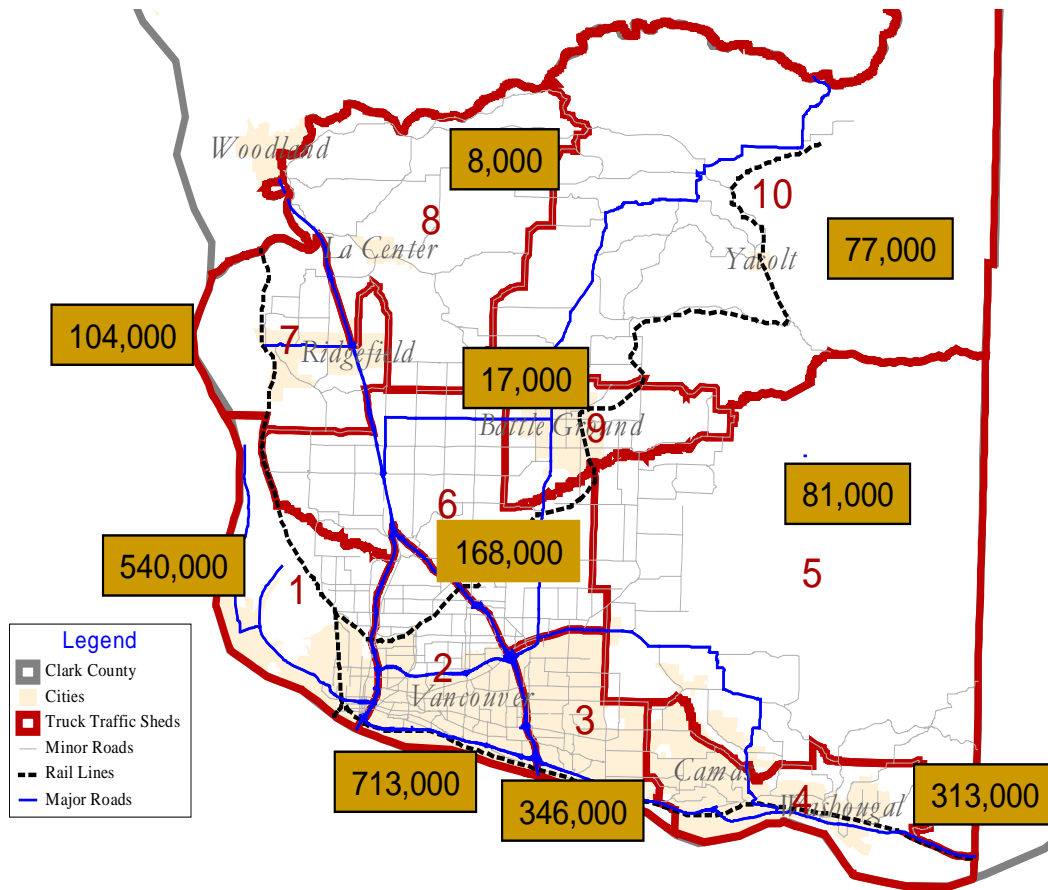 Woodland
8,000
10
8
La Center
Yacolt
77,000
104,000
7
Ridgefield
17,000
Battle Ground
9
81,000
6
168,000
540,000
5
1
Legend
Clark County
Cities
Truck Traffic Sheds
Minor Roads
Rail Lines
Major Roads
2
Vancouver
3
713,000
Camas
4
Washougal
346,000
313,000